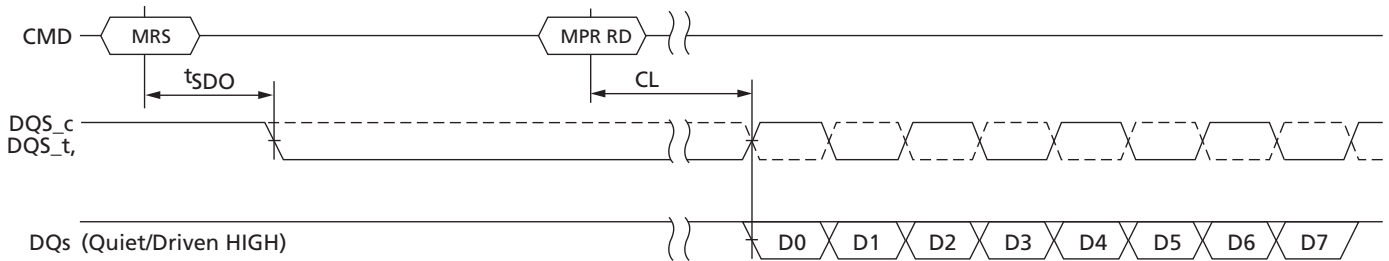 CMD MRS MPR RD
tSDO CL
DQS_c
DQS_t,
DQs (Quiet/Driven HIGH) D0 D1 D2 D3 D4 D5 D6 D7